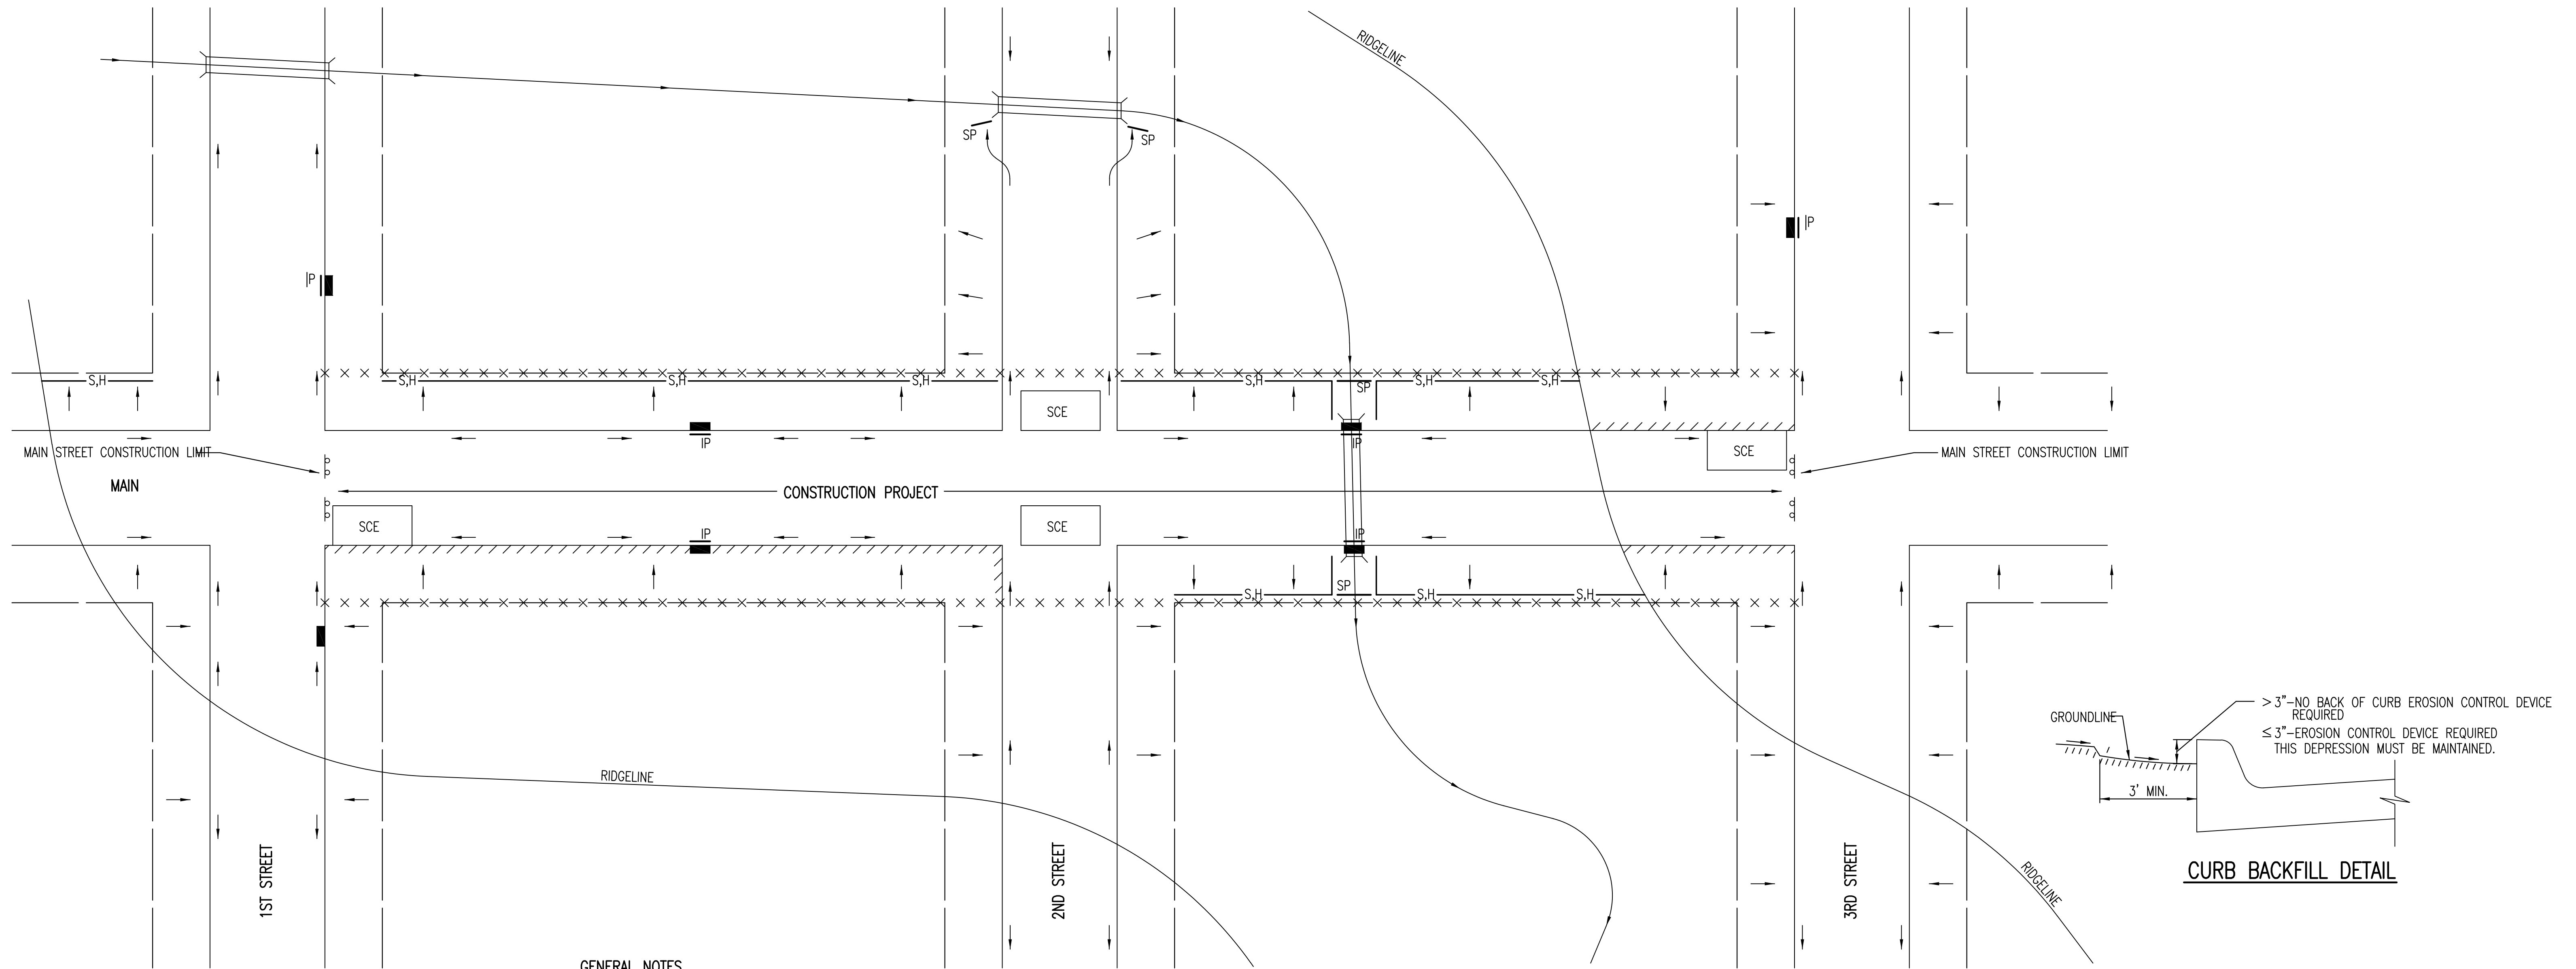 RIDGELINE
SP
SP
IP
IP
S,H
S,H
S,H
S,H
S,H
SP
S,H
S,H
SCE
IP
IP
SCE
MAIN STREET CONSTRUCTION LIMIT
MAIN STREET CONSTRUCTION LIMIT
MAIN
CONSTRUCTION PROJECT
SCE
SCE
IP
IP
SP
S,H
S,H
S,H
RIDGELINE
1ST STREET
2ND STREET
3RD STREET
RIDGELINE
GROUNDLINE
> 3"-NO BACK OF CURB EROSION CONTROL DEVICE
REQUIRED
≤ 3"-EROSION CONTROL DEVICE REQUIRED
THIS DEPRESSION MUST BE MAINTAINED.
3' MIN.
CURB BACKFILL DETAIL
GENERAL NOTES